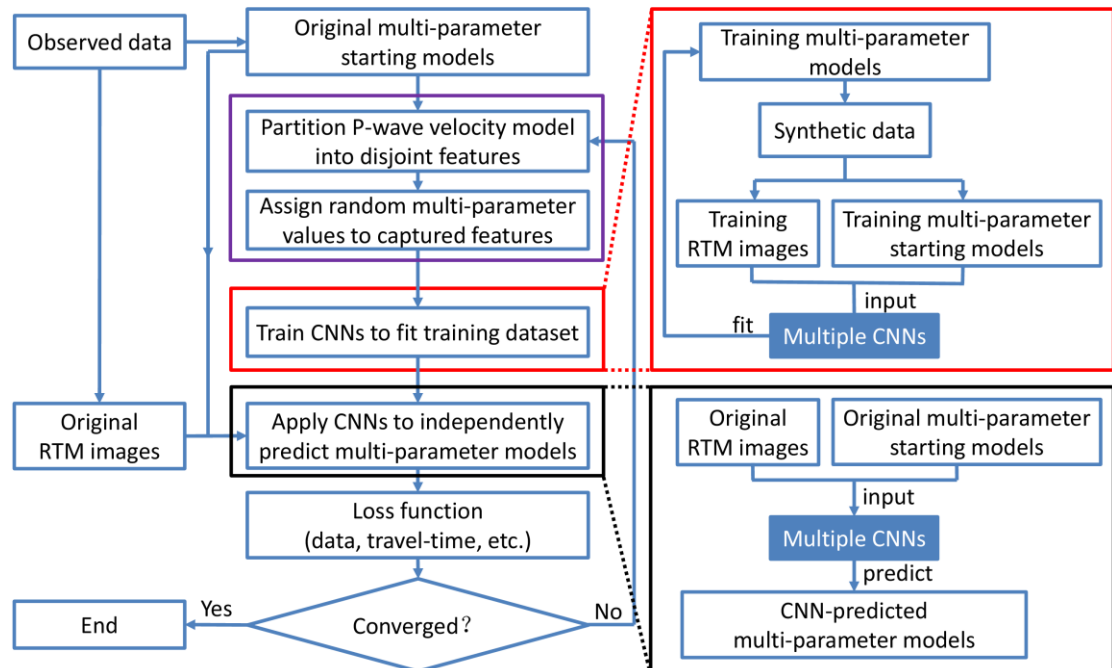 Observed data
Original multi-parameter
starting models
Partition P-wave velocity model
into disjoint features
Assign random multi-parameter
values to captured features
Train CNNs to fit training dataset
Original
RTM images
Apply CNNs to independently
predict multi-parameter models
Loss function
(data, travel-time, etc.)
Converged？
Yes
No
End
Training multi-parameter
models
Synthetic data
Training
RTM images
Training multi-parameter
starting models
input
fit
Multiple CNNs
Original
RTM images
Original multi-parameter
starting models
input
Multiple CNNs
predict
CNN-predicted
multi-parameter models